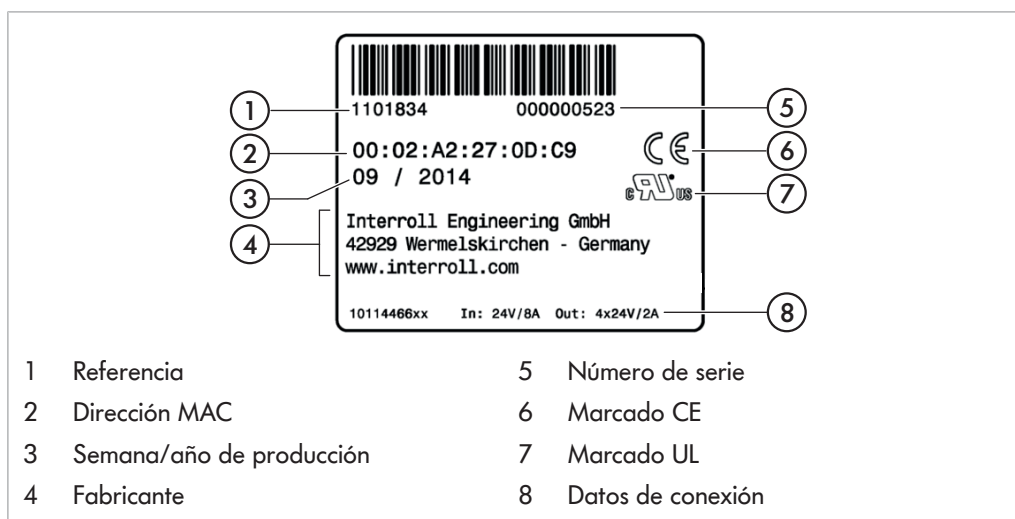 1101834 000000523
1 5
00:02:A2:27:0D:C9 CE
2 6
09 / 2014 C RU US
3 7
Interroll Engineering GmbH
4 42929 Wermelskirchen - Germany
www.interroll.com
10114466xx In: 24V/8A Out: 4x24V/2A 8
1 Referencia 5 Número de serie
2 Dirección MAC 6 Marcado CE
3 Semana/año de producción 7 Marcado UL
4 Fabricante 8 Datos de conexión